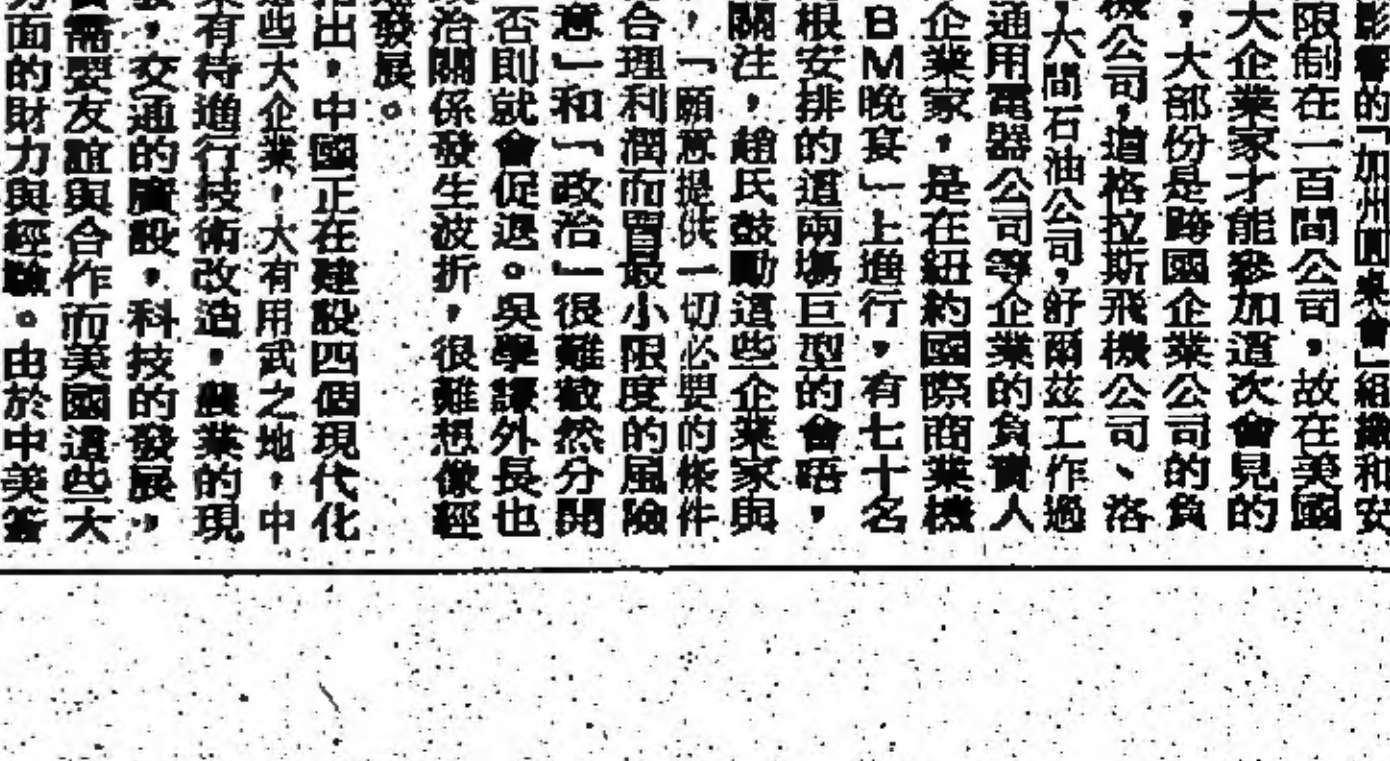 影響的「加州圓桌會」組織和安
限制在一百間公司，故在美國
大企業家才能參加這次會見的
，大部份是跨國企業公司的負
機公司，道格拉斯飛機公司、洛
，大間石油公司，舒爾茲工作過
通用電器公司等企業的負責人
企業家，是在紐約國際商業機
BM晚宴」上進行，有七十名
根安排的這兩場巨型的會晤，
關注，趙氏鼓勵這些企業家與
，「願意提供一切必要的條件
合理利潤而冒最小限度的風險
意」和「政治」很難截然分開
否則就會促退。吳學謙外長也
治關係發生波折，很難想像經
發展。
出，中國正在建設四個現代化
些大企業，大有用武之地，中
業有待進行技術改造，農業的現
，交通的廣設，科技的發展，
需要友誼與合作而美國這些大
方面的財力與經驗。由於中美簽